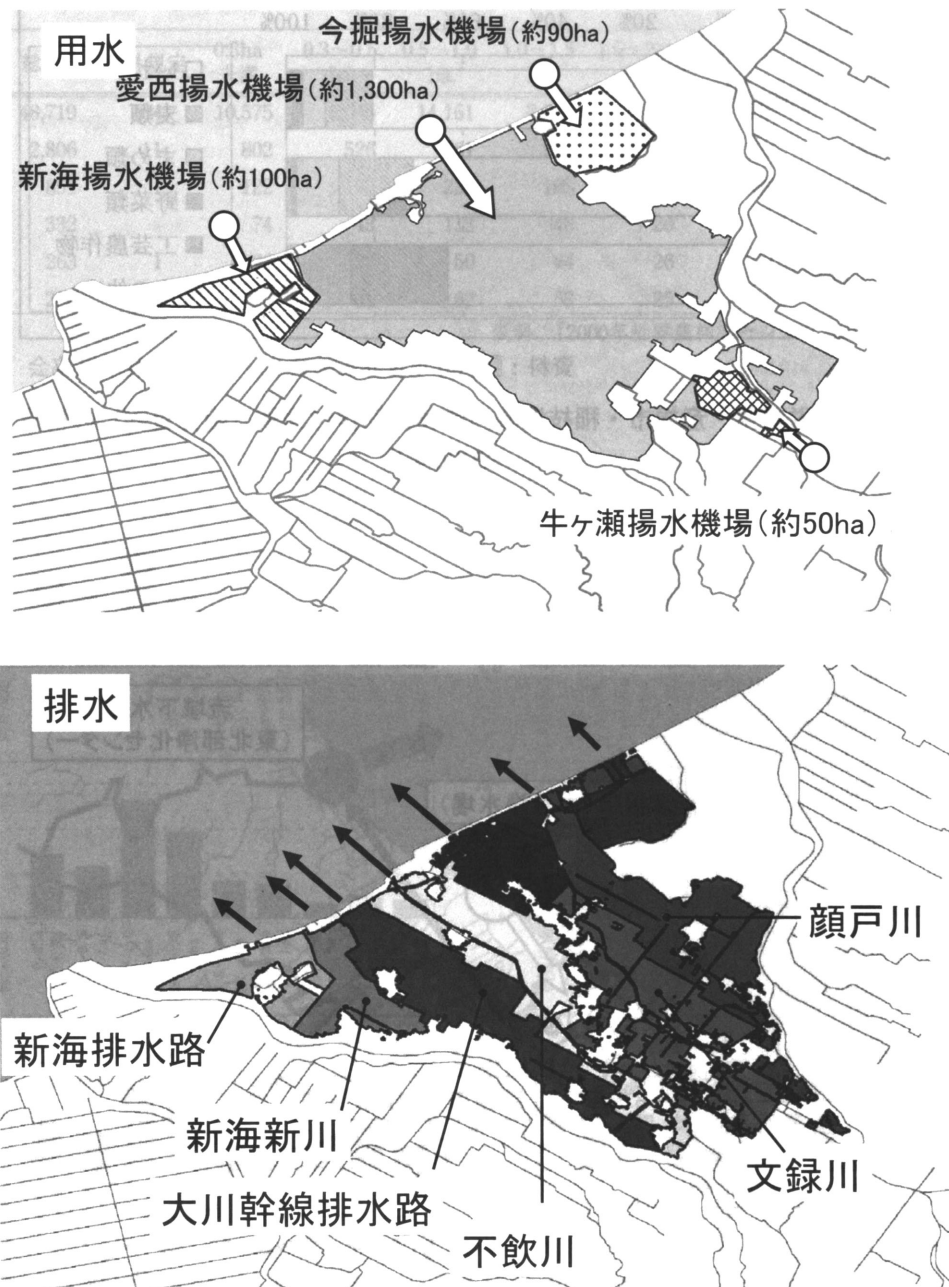 用水
今掘揚水機場(約90ha)
愛西揚水機場(約1,300ha)
新海揚水機場(約100ha)
牛ヶ瀬揚水機場(約50ha)
排水
顔戸川
新海排水路
新海新川
文録川
大川幹線排水路
不飲川